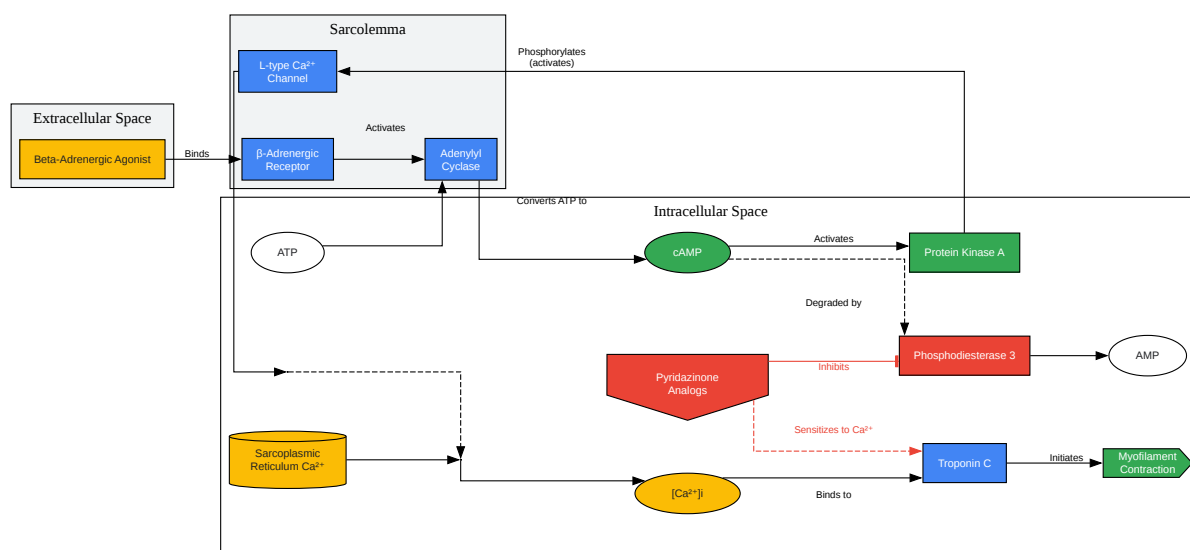 Sarcolemma
L-type Ca²⁺
Channel
Phosphorylates
(activates)
Extracellular Space
Beta-Adrenergic Agonist
Binds
β-Adrenergic
Receptor
Activates
Adenylyl
Cyclase
Converts ATP to
Intracellular Space
ATP
cAMP
Activates
Protein Kinase A
Degraded by
Phosphodiesterase 3
AMP
Pyridazinone
Analogs
Inhibits
Sensitizes to Ca²⁺
Sarcoplasmic
Reticulum Ca²⁺
Troponin C
Initiates
Myofilament
Contraction
[Ca²⁺]i
Binds to